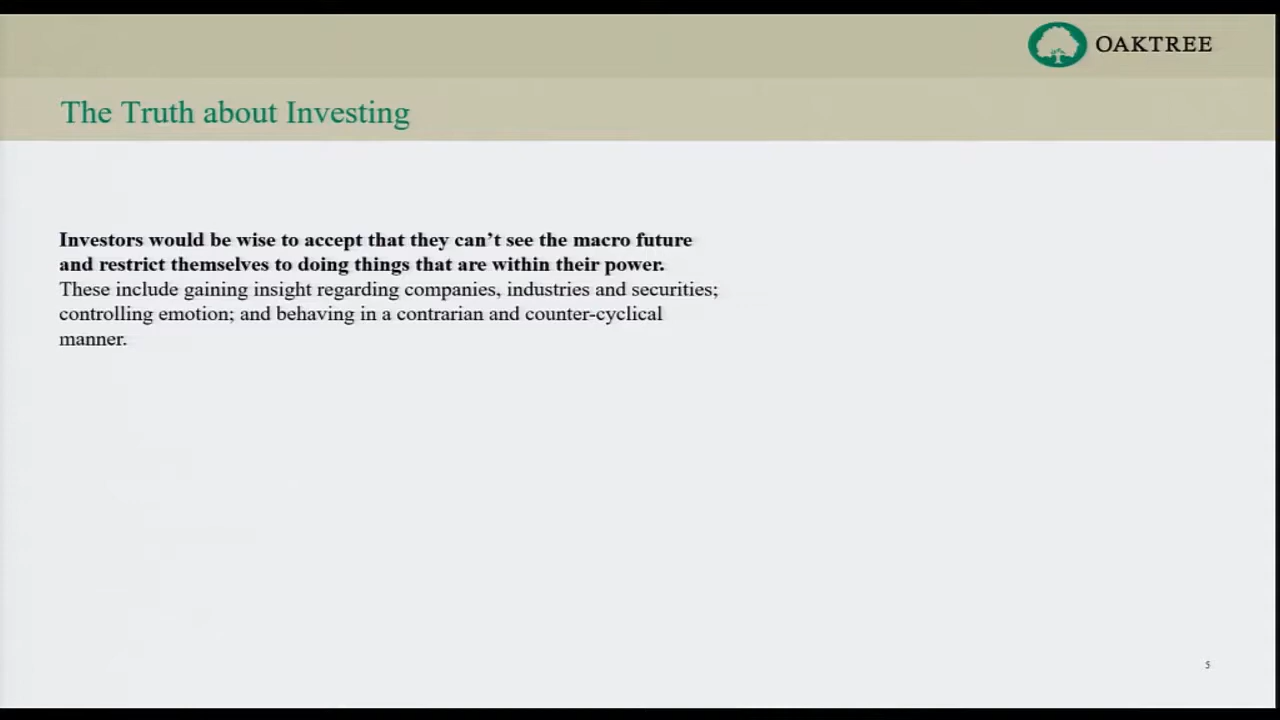 OAKTREE
The Truth about Investing
Investors would be wise to accept that they can’t see the macro future
and restrict themselves to doing things that are within their power.
These include gaining insight regarding companies, industries and securities;
controlling emotion; and behaving in a contrarian and counter-cyclical
manner.
5